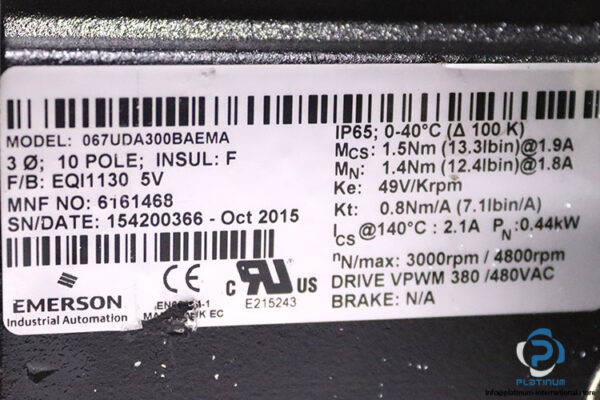 MODEL: 067UDA300BAEMA
3 Ø; 10 POLE; INSUL: F
F/B: EQI1130 5V
MNF NO: 6161468
SN/DATE: 154200366 - Oct 2015
IP65; 0-40°C (Δ 100 K)
MCS: 1.5Nm (13.3lbin)@1.9A
MN: 1.4Nm (12.4lbin)@1.8A
Ke: 49V/Krpm
Kt: 0.8Nm/A (7.1lbin/A)
ICS @140°C : 2.1A PN:0.44kW
nN/max: 3000rpm / 4800rpm
DRIVE VPWM 380 /480VAC
BRAKE: N/A
EMERSON
Industrial Automation
CE
EC
c RU US
E215243
PLATINUM